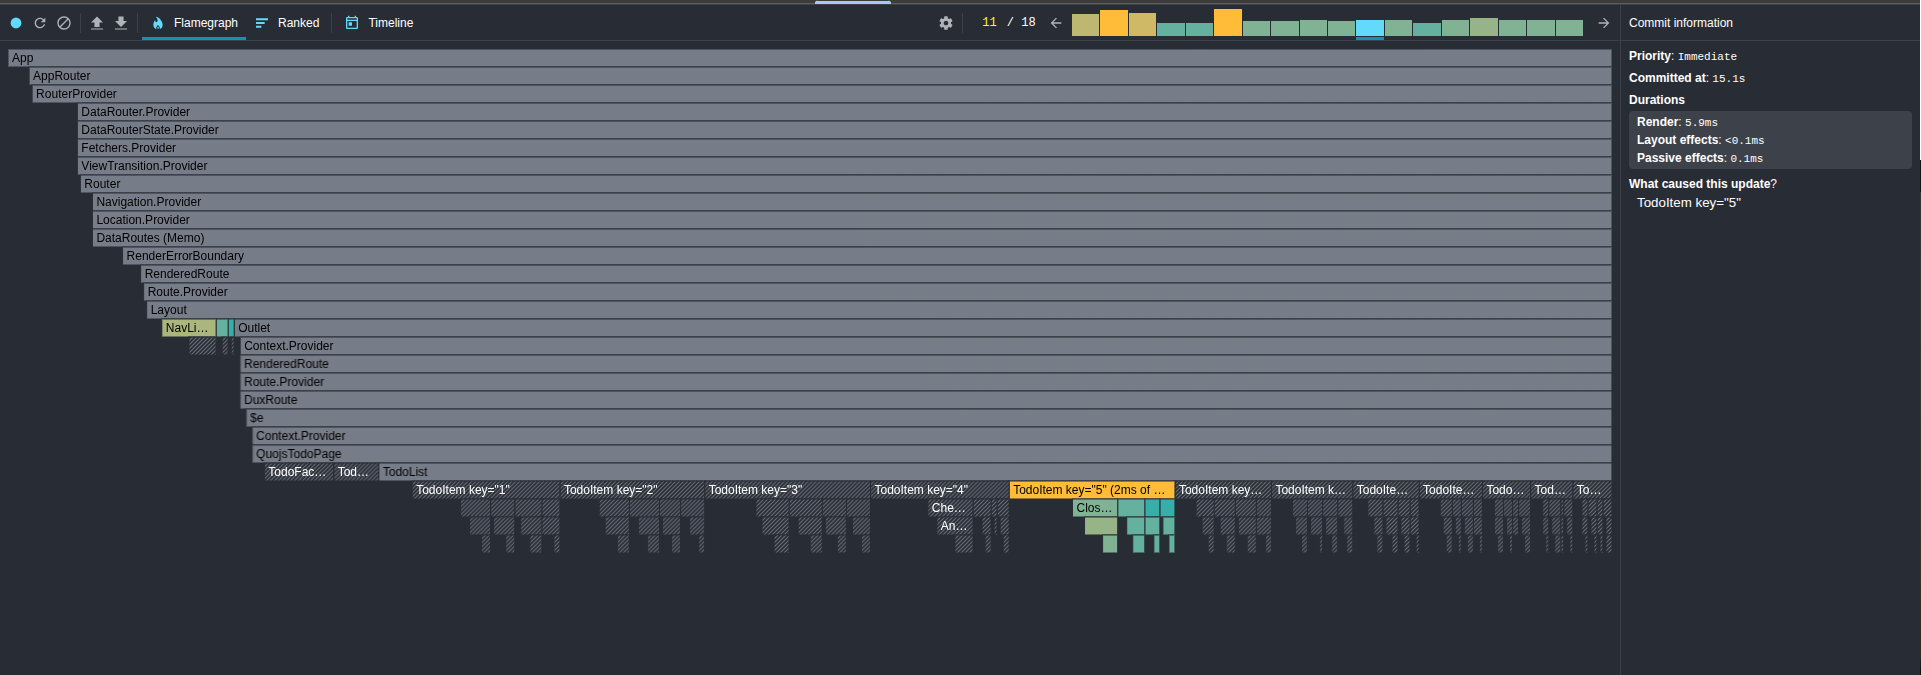 Flamegraph Ranked Timeline 11 / 18 Commit information
App
AppRouter
RouterProvider
DataRouter.Provider
DataRouterState.Provider
Fetchers.Provider
ViewTransition.Provider
Router
Navigation.Provider
Location.Provider
DataRoutes (Memo)
RenderErrorBoundary
RenderedRoute
Route.Provider
Layout
NavLi… Outlet
Context.Provider
RenderedRoute
Route.Provider
DuxRoute
$e
Context.Provider
QuojsTodoPage
TodoFac… Tod… TodoList
TodoItem key="1" TodoItem key="2" TodoItem key="3" TodoItem key="4" TodoItem key="5" (2ms of … TodoItem key… TodoItem k… TodoIte… TodoIte… Todo… Tod… To…
Che… Clos…
An…
Priority: Immediate
Committed at: 15.1s
Durations
Render: 5.9ms
Layout effects: <0.1ms
Passive effects: 0.1ms
What caused this update?
TodoItem key="5"